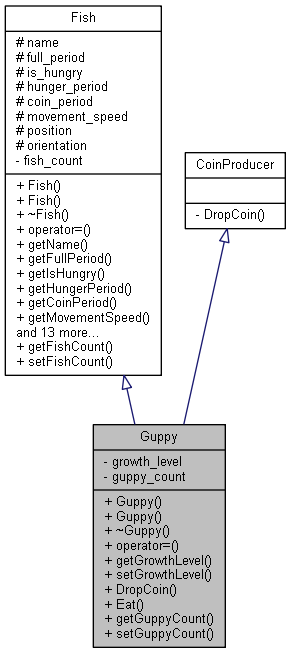 Fish
# name
# full_period
# is_hungry
# hunger_period
# coin_period
# movement_speed
# position
# orientation
- fish_count
+ Fish()
+ Fish()
+ ~Fish()
+ operator=()
+ getName()
+ getFullPeriod()
+ getIsHungry()
+ getHungerPeriod()
+ getCoinPeriod()
+ getMovementSpeed()
and 13 more...
+ getFishCount()
+ setFishCount()
CoinProducer
- DropCoin()
Guppy
- growth_level
- guppy_count
+ Guppy()
+ Guppy()
+ ~Guppy()
+ operator=()
+ getGrowthLevel()
+ setGrowthLevel()
+ DropCoin()
+ Eat()
+ getGuppyCount()
+ setGuppyCount()